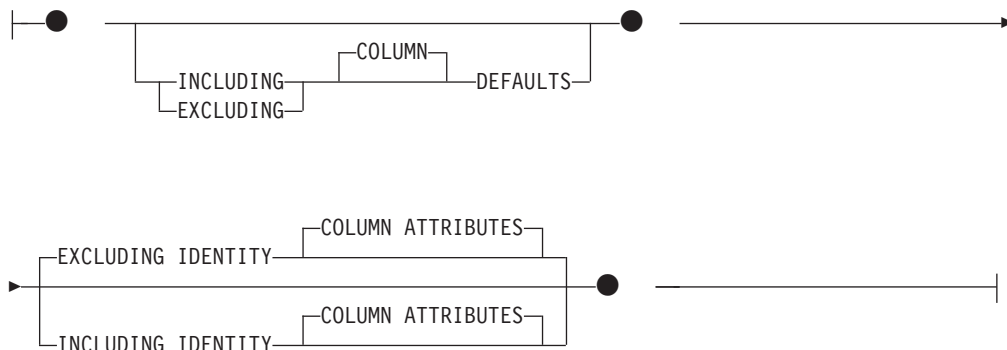 COLUMN
INCLUDING DEFAULTS
EXCLUDING
COLUMN ATTRIBUTES
EXCLUDING IDENTITY
COLUMN ATTRIBUTES
INCLUDING IDENTITY